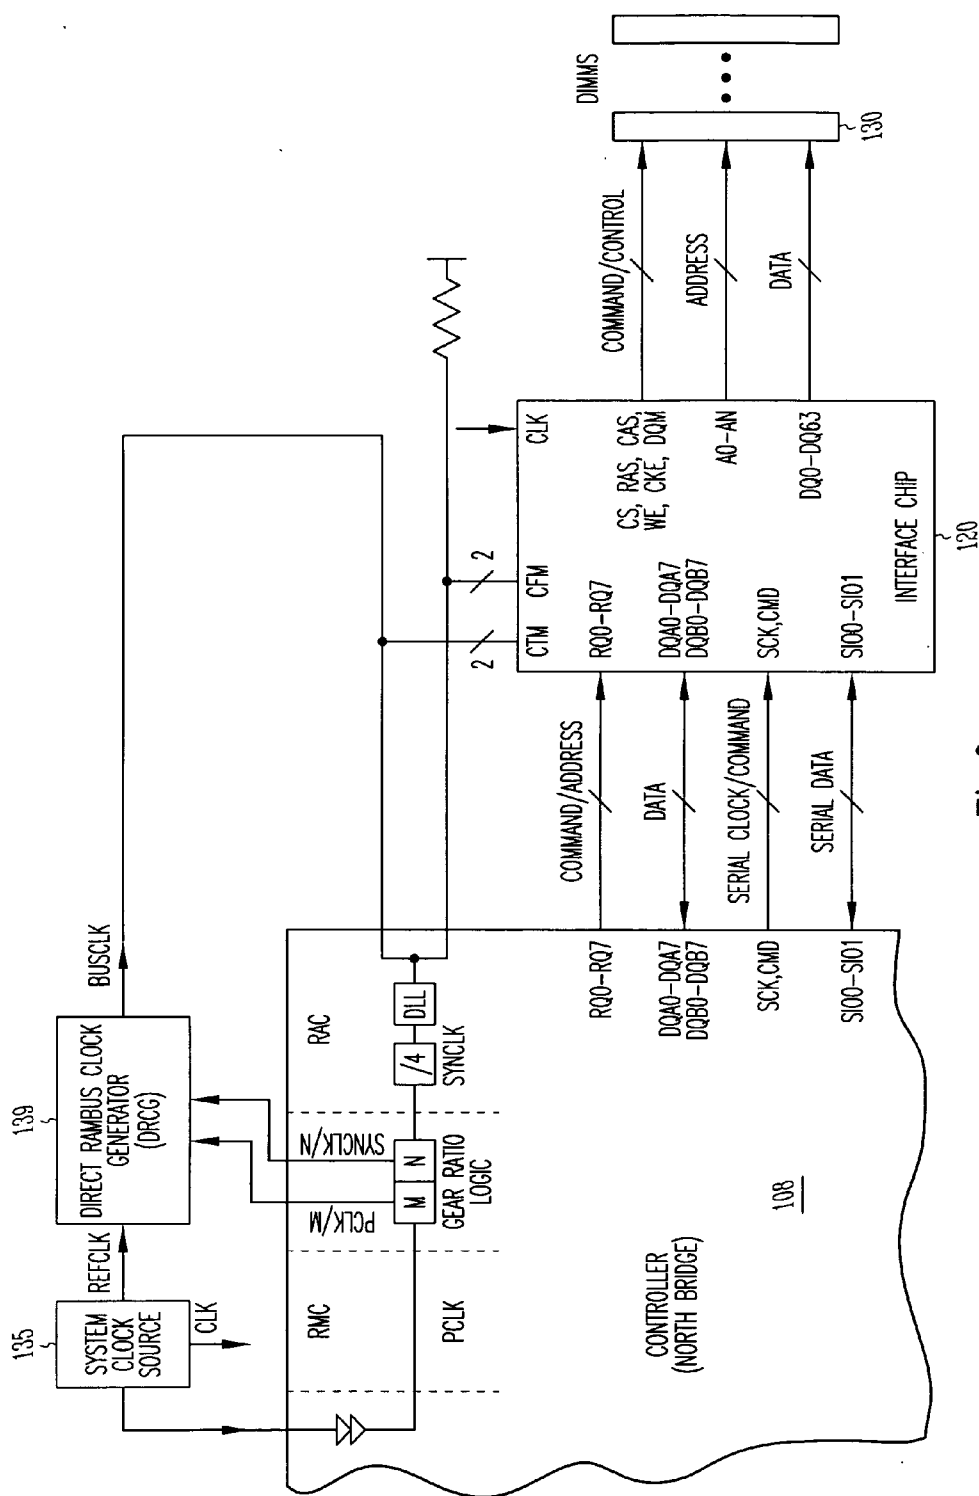 135
SYSTEM
CLOCK
SOURCE
REFCLK
CLK
139
DIRECT RAMBUS CLOCK
GENERATOR
(DRCG)
BUSCLK
RMC
PCLK
PCLK/M
SYNCLK/N
M
N
GEAR RATIO
LOGIC
RAC
/4
SYNCLK
DLL
CONTROLLER
(NORTH BRIDGE)
108
RQ0-RQ7
DQA0-DQA7
DQB0-DQB7
SCK,CMD
SIO0-SIO1
COMMAND/ADDRESS
DATA
SERIAL CLOCK/COMMAND
SERIAL DATA
2
2
CTM
CFM
CLK
RQ0-RQ7
DQA0-DQA7
DQB0-DQB7
SCK,CMD
SIO0-SIO1
CS, RAS, CAS,
WE, CKE, DQM
A0-AN
DQ0-DQ63
INTERFACE CHIP
120
COMMAND/CONTROL
ADDRESS
DATA
DIMMS
130